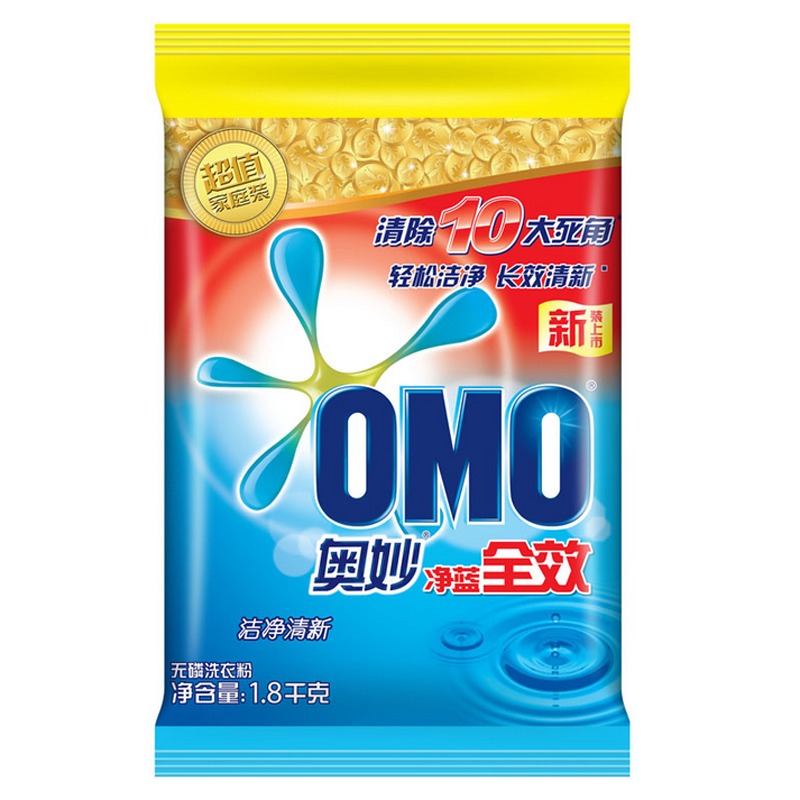 超值
家庭装
清除10大死角
轻松洁净 长效清新
新 装上市
OMO®
奥妙® 净蓝全效
洁净清新
无磷洗衣粉
净含量:1.8千克